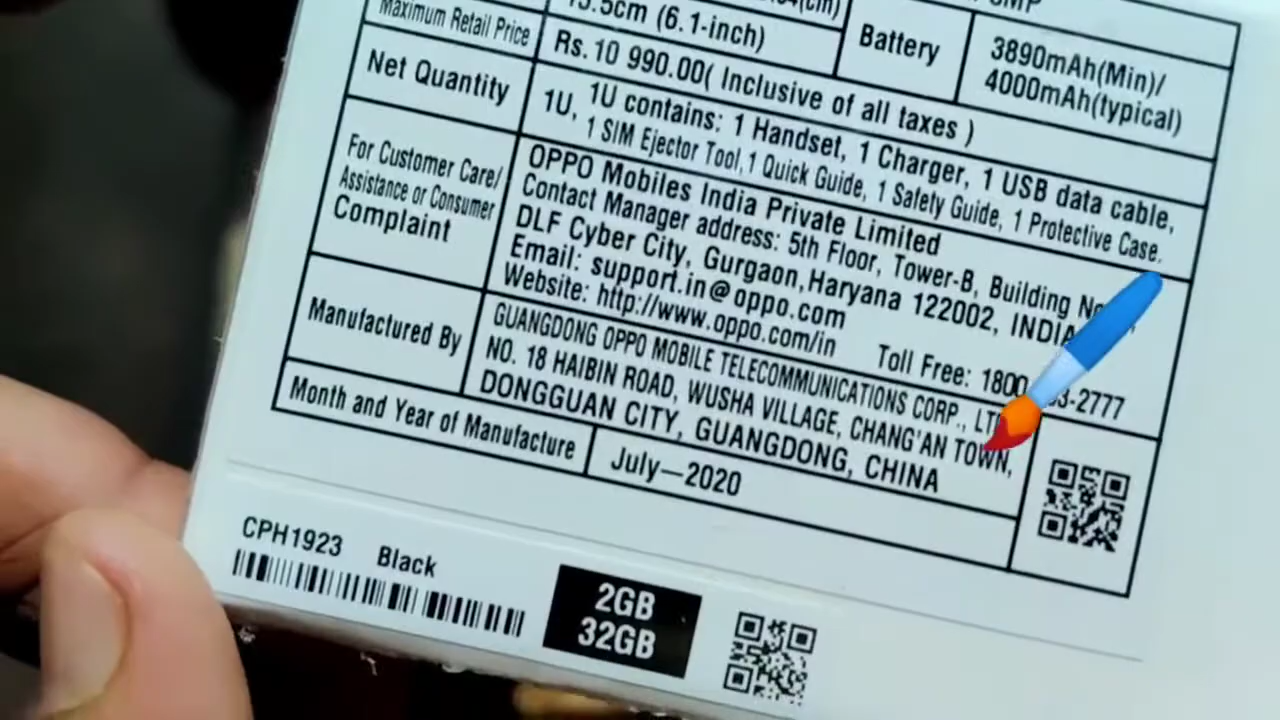 (cm)
15.5cm (6.1-inch)
Battery
3890mAh(Min)/
4000mAh(typical)
Maximum Retail Price
Rs. 10 990.00( Inclusive of all taxes )
Net Quantity
1U, 1U contains: 1 Handset, 1 Charger, 1 USB data cable,
1 SIM Ejector Tool,1 Quick Guide, 1 Safety Guide, 1 Protective Case.
For Customer Care/
Assistance or Consumer
Complaint
OPPO Mobiles India Private Limited
Contact Manager address: 5th Floor, Tower-B, Building
DLF Cyber City, Gurgaon,Haryana 122002, INDIA
Email: support.in@oppo.com
Website: http://www.oppo.com/in
Toll Free: 1800 -2777
Manufactured By
GUANGDONG OPPO MOBILE TELECOMMUNICATIONS CORP.,
NO. 18 HAIBIN ROAD, WUSHA VILLAGE, CHANG'AN TOWN,
DONGGUAN CITY, GUANGDONG, CHINA
Month and Year of Manufacture
July—2020
CPH1923 Black
2GB
32GB